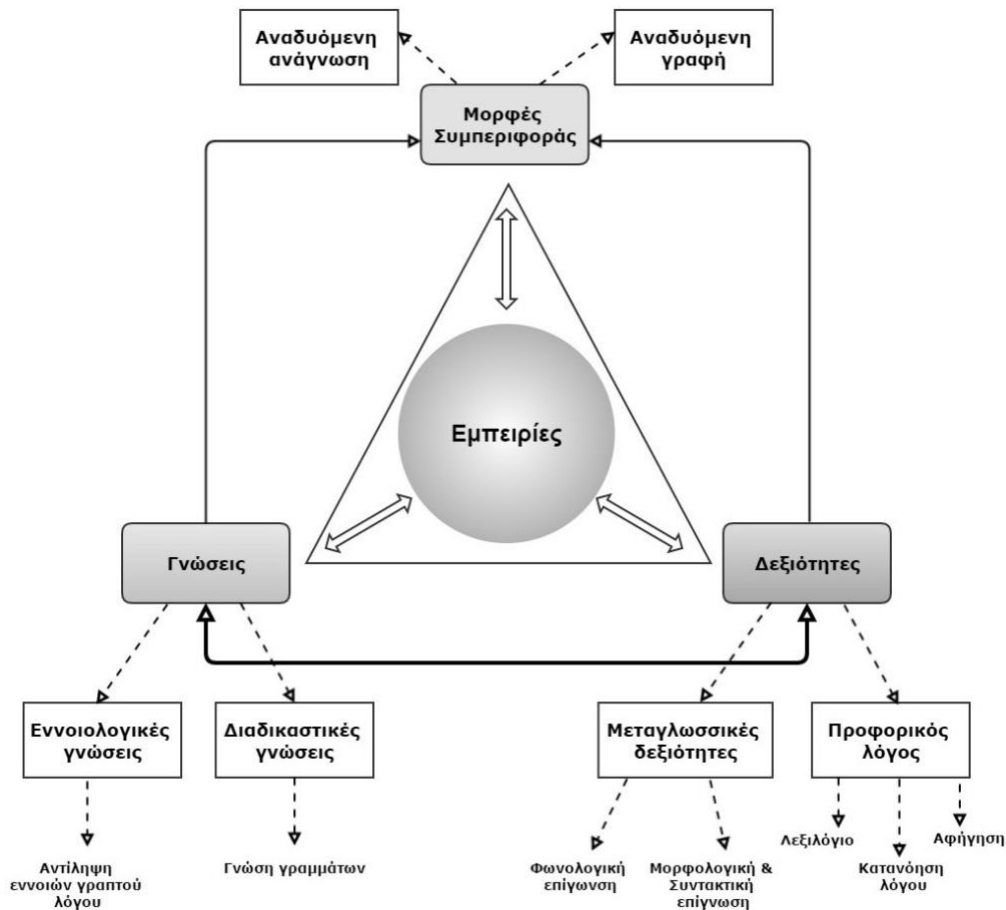 Αναδυόμενη
ανάγνωση
Αναδυόμενη
γραφή
Μορφές
Συμπεριφοράς
Εμπειρίες
Γνώσεις
Δεξιότητες
Εννοιολογικές
γνώσεις
Διαδικαστικές
γνώσεις
Μεταγλωσσικές
δεξιότητες
Προφορικός
λόγος
Αντίληψη
εννοιών γραπτού
λόγου
Γνώση γραμμάτων
Φωνολογική
επίγωνση
Μορφολογική &
Συντακτική
επίγνωση
Λεξιλόγιο
Κατανόηση
λόγου
Αφήγηση